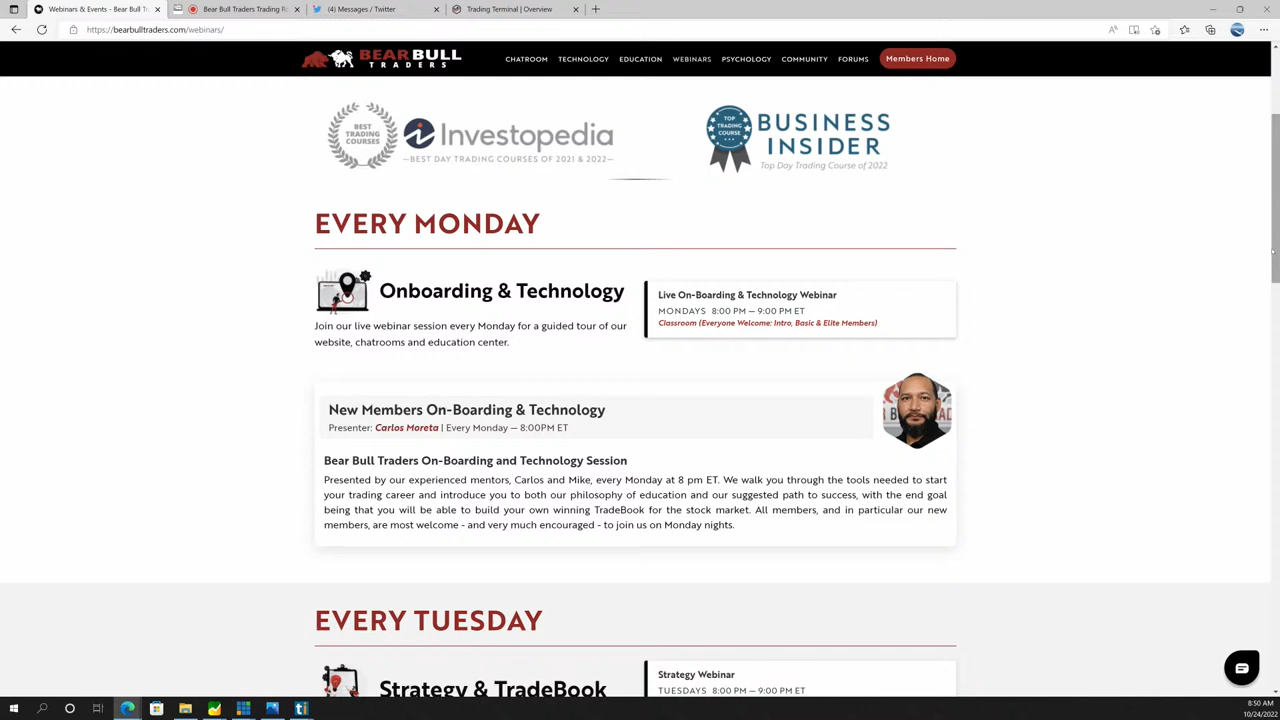 Webinars & Events - Bear Bull Tr
Bear Bull Traders Trading R
(4) Messages / Twitter
Trading Terminal | Overview
https://bearbulltraders.com/webinars/
BEAR BULL
TRADERS
CHATROOM TECHNOLOGY EDUCATION WEBINARS PSYCHOLOGY COMMUNITY FORUMS Members Home
BEST
TRADING
COURSES
Investopedia
—BEST DAY TRADING COURSES OF 2021 & 2022—
TOP
TRADING
COURSE
BUSINESS
INSIDER
Top Day Trading Course of 2022
EVERY MONDAY
Onboarding & Technology
Join our live webinar session every Monday for a guided tour of our
website, chatrooms and education center.
Live On-Boarding & Technology Webinar
MONDAYS 8:00 PM — 9:00 PM ET
Classroom (Everyone Welcome: Intro, Basic & Elite Members)
New Members On-Boarding & Technology
Presenter: Carlos Moreta | Every Monday — 8:00PM ET
Bear Bull Traders On-Boarding and Technology Session
Presented by our experienced mentors, Carlos and Mike, every Monday at 8 pm ET. We walk you through the tools needed to start
your trading career and introduce you to both our philosophy of education and our suggested path to success, with the end goal
being that you will be able to build your own winning TradeBook for the stock market. All members, and in particular our new
members, are most welcome - and very much encouraged - to join us on Monday nights.
EVERY TUESDAY
Strategy & TradeBook
Strategy Webinar
TUESDAYS 8:00 PM — 9:00 PM ET
8:50 AM
10/24/2022